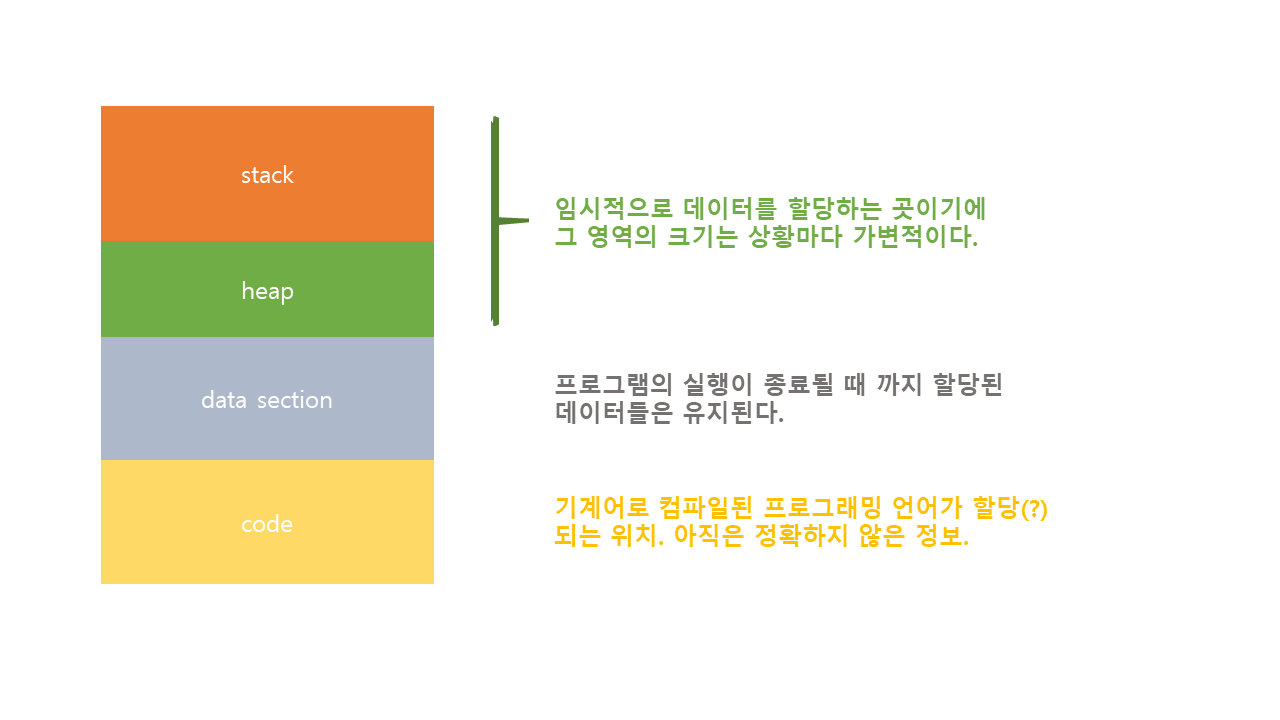 stack
임시적으로 데이터를 할당하는 곳이기에
그 영역의 크기는 상황마다 가변적이다.
heap
프로그램의 실행이 종료될 때 까지 할당된
데이터들은 유지된다.
data section
기계어로 컴파일된 프로그래밍 언어가 할당(?)
되는 위치. 아직은 정확하지 않은 정보.
code